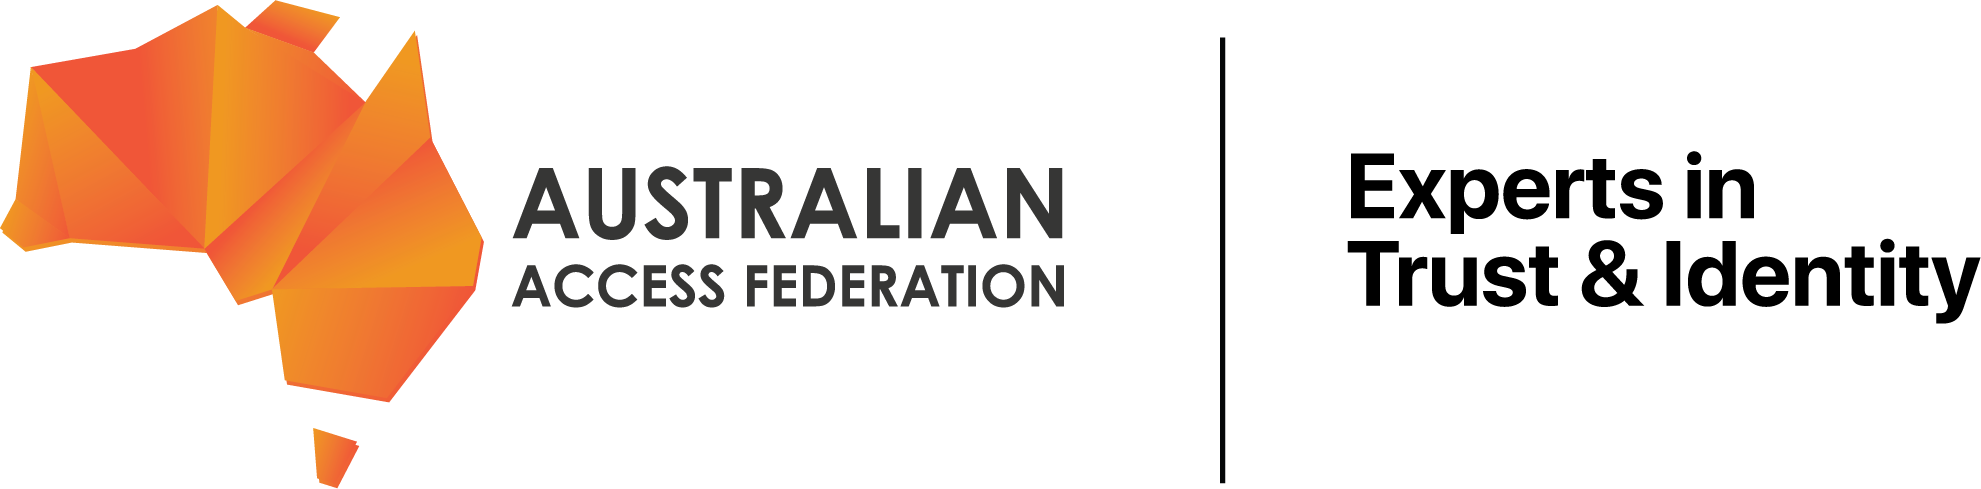 AUSTRALIAN
ACCESS FEDERATION
Experts in
Trust & Identity